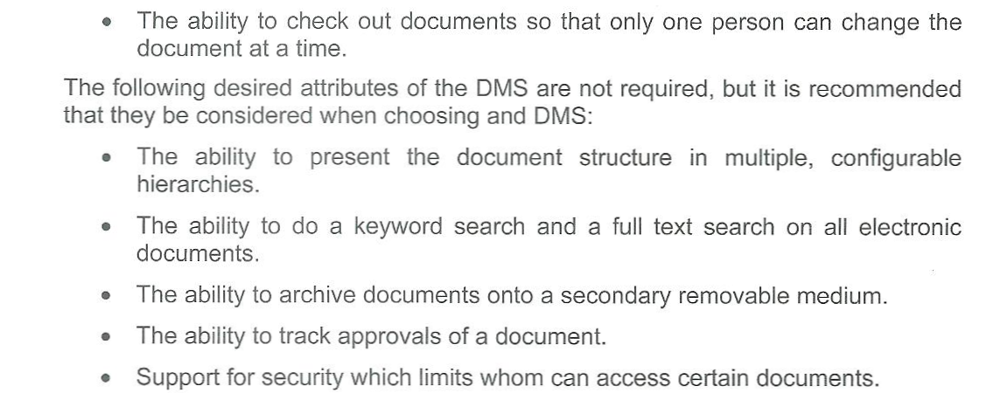 • The ability to check out documents so that only one person can change the
document at a time.
The following desired attributes of the DMS are not required, but it is recommended
that they be considered when choosing and DMS:
• The ability to present the document structure in multiple, configurable
hierarchies.
• The ability to do a keyword search and a full text search on all electronic
documents.
• The ability to archive documents onto a secondary removable medium.
• The ability to track approvals of a document.
• Support for security which limits whom can access certain documents.